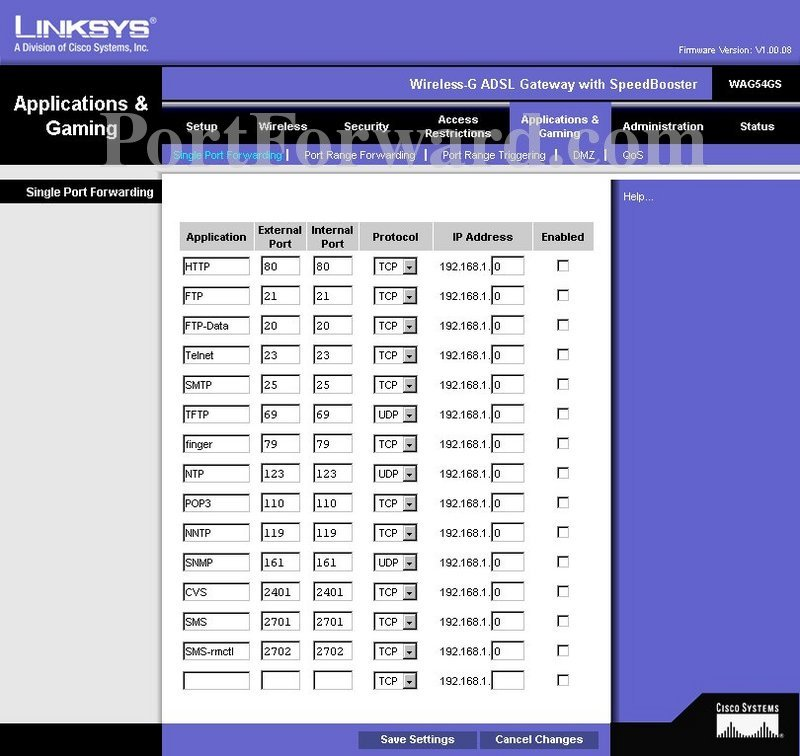 LINKSYS®
A Division of Cisco Systems, Inc.
Firmware Version: V1.00.08
Wireless-G ADSL Gateway with SpeedBooster WAG54GS
Applications & Gaming
Setup Wireless Security Access Restrictions Applications & Gaming Administration Status
PortForward.com
Single Port Forwarding | Port Range Forwarding | Port Range Triggering | DMZ | QoS
Single Port Forwarding
Help...
Application External Port Internal Port Protocol IP Address Enabled
HTTP 80 80 TCP 192.168.1. 0
FTP 21 21 TCP 192.168.1. 0
FTP-Data 20 20 TCP 192.168.1. 0
Telnet 23 23 TCP 192.168.1. 0
SMTP 25 25 TCP 192.168.1. 0
TFTP 69 69 UDP 192.168.1. 0
finger 79 79 TCP 192.168.1. 0
NTP 123 123 UDP 192.168.1. 0
POP3 110 110 TCP 192.168.1. 0
NNTP 119 119 TCP 192.168.1. 0
SNMP 161 161 UDP 192.168.1. 0
CVS 2401 2401 TCP 192.168.1. 0
SMS 2701 2701 TCP 192.168.1. 0
SMS-rmctl 2702 2702 TCP 192.168.1. 0
TCP 192.168.1. 0
CISCO SYSTEMS
Save Settings Cancel Changes